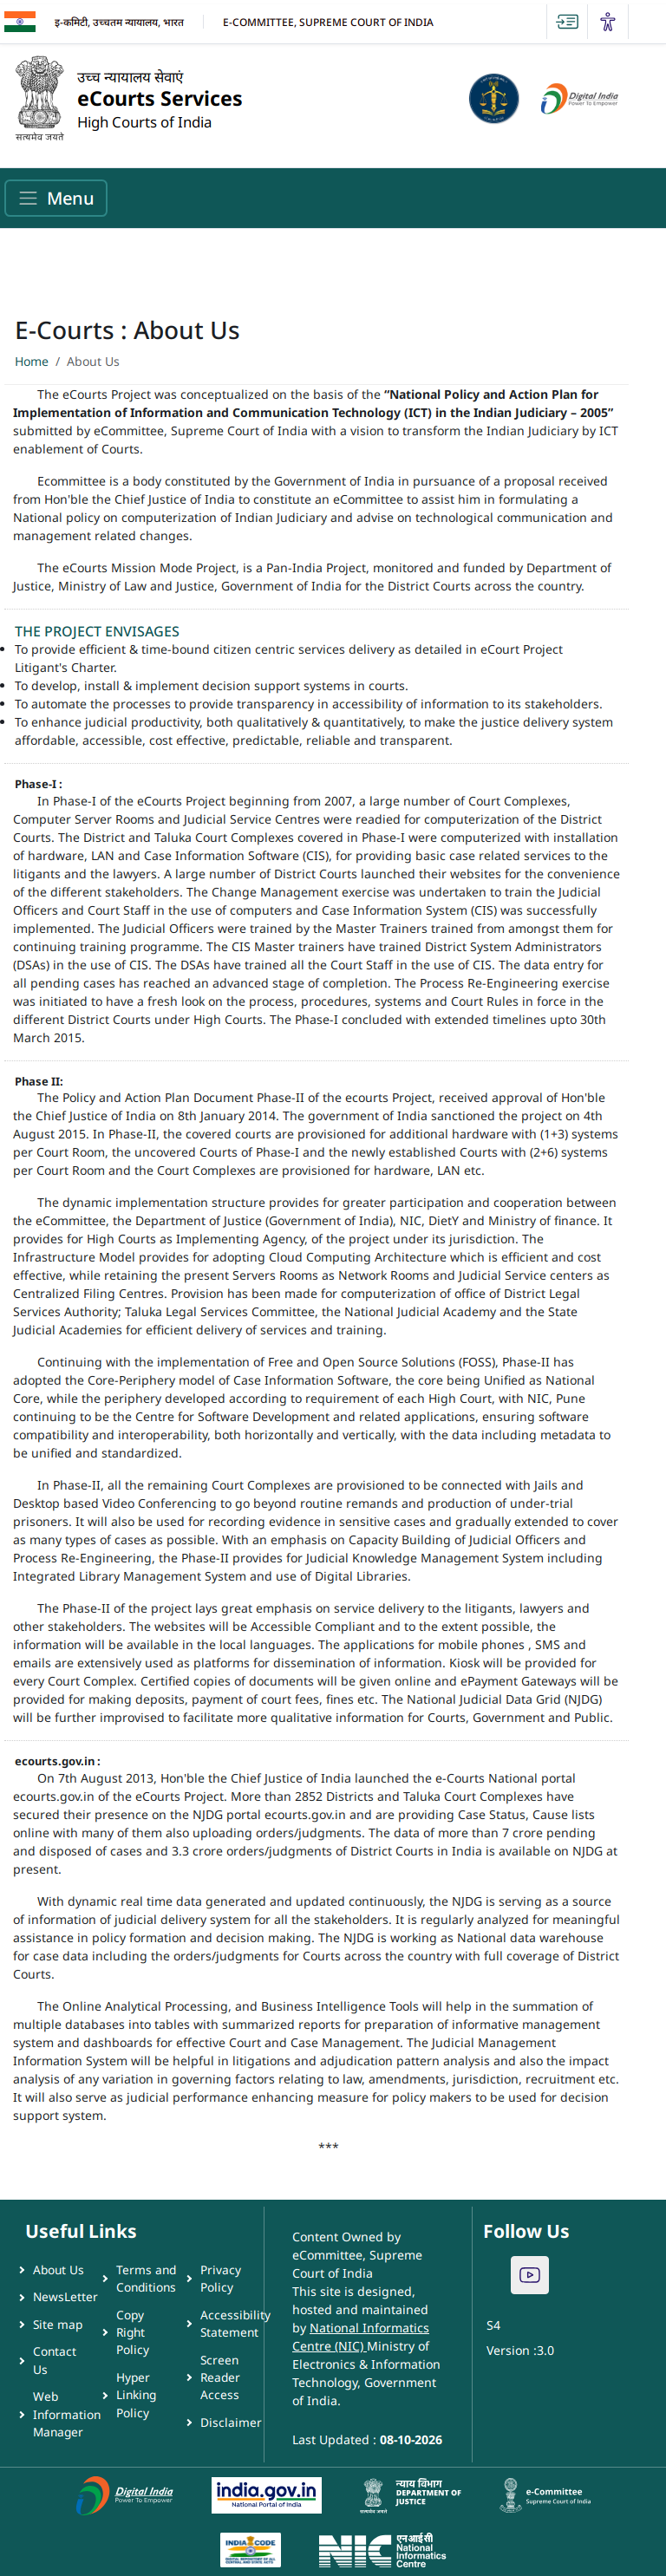 इ-कमिटी, उच्चतम न्यायालय, भारत
E-COMMITTEE, SUPREME COURT OF INDIA
सत्यमेव जयते
उच्च न्यायालय सेवाएं
eCourts Services
High Courts of India
Digital India
Power To Empower
Menu
E-Courts : About Us
Home / About Us
The eCourts Project was conceptualized on the basis of the “National Policy and Action Plan for
Implementation of Information and Communication Technology (ICT) in the Indian Judiciary – 2005”
submitted by eCommittee, Supreme Court of India with a vision to transform the Indian Judiciary by ICT
enablement of Courts.
Ecommittee is a body constituted by the Government of India in pursuance of a proposal received
from Hon'ble the Chief Justice of India to constitute an eCommittee to assist him in formulating a
National policy on computerization of Indian Judiciary and advise on technological communication and
management related changes.
The eCourts Mission Mode Project, is a Pan-India Project, monitored and funded by Department of
Justice, Ministry of Law and Justice, Government of India for the District Courts across the country.
THE PROJECT ENVISAGES
• To provide efficient & time-bound citizen centric services delivery as detailed in eCourt Project
Litigant's Charter.
• To develop, install & implement decision support systems in courts.
• To automate the processes to provide transparency in accessibility of information to its stakeholders.
• To enhance judicial productivity, both qualitatively & quantitatively, to make the justice delivery system
affordable, accessible, cost effective, predictable, reliable and transparent.
Phase-I :
In Phase-I of the eCourts Project beginning from 2007, a large number of Court Complexes,
Computer Server Rooms and Judicial Service Centres were readied for computerization of the District
Courts. The District and Taluka Court Complexes covered in Phase-I were computerized with installation
of hardware, LAN and Case Information Software (CIS), for providing basic case related services to the
litigants and the lawyers. A large number of District Courts launched their websites for the convenience
of the different stakeholders. The Change Management exercise was undertaken to train the Judicial
Officers and Court Staff in the use of computers and Case Information System (CIS) was successfully
implemented. The Judicial Officers were trained by the Master Trainers trained from amongst them for
continuing training programme. The CIS Master trainers have trained District System Administrators
(DSAs) in the use of CIS. The DSAs have trained all the Court Staff in the use of CIS. The data entry for
all pending cases has reached an advanced stage of completion. The Process Re-Engineering exercise
was initiated to have a fresh look on the process, procedures, systems and Court Rules in force in the
different District Courts under High Courts. The Phase-I concluded with extended timelines upto 30th
March 2015.
Phase II:
The Policy and Action Plan Document Phase-II of the ecourts Project, received approval of Hon'ble
the Chief Justice of India on 8th January 2014. The government of India sanctioned the project on 4th
August 2015. In Phase-II, the covered courts are provisioned for additional hardware with (1+3) systems
per Court Room, the uncovered Courts of Phase-I and the newly established Courts with (2+6) systems
per Court Room and the Court Complexes are provisioned for hardware, LAN etc.
The dynamic implementation structure provides for greater participation and cooperation between
the eCommittee, the Department of Justice (Government of India), NIC, DietY and Ministry of finance. It
provides for High Courts as Implementing Agency, of the project under its jurisdiction. The
Infrastructure Model provides for adopting Cloud Computing Architecture which is efficient and cost
effective, while retaining the present Servers Rooms as Network Rooms and Judicial Service centers as
Centralized Filing Centres. Provision has been made for computerization of office of District Legal
Services Authority; Taluka Legal Services Committee, the National Judicial Academy and the State
Judicial Academies for efficient delivery of services and training.
Continuing with the implementation of Free and Open Source Solutions (FOSS), Phase-II has
adopted the Core-Periphery model of Case Information Software, the core being Unified as National
Core, while the periphery developed according to requirement of each High Court, with NIC, Pune
continuing to be the Centre for Software Development and related applications, ensuring software
compatibility and interoperability, both horizontally and vertically, with the data including metadata to
be unified and standardized.
In Phase-II, all the remaining Court Complexes are provisioned to be connected with Jails and
Desktop based Video Conferencing to go beyond routine remands and production of under-trial
prisoners. It will also be used for recording evidence in sensitive cases and gradually extended to cover
as many types of cases as possible. With an emphasis on Capacity Building of Judicial Officers and
Process Re-Engineering, the Phase-II provides for Judicial Knowledge Management System including
Integrated Library Management System and use of Digital Libraries.
The Phase-II of the project lays great emphasis on service delivery to the litigants, lawyers and
other stakeholders. The websites will be Accessible Compliant and to the extent possible, the
information will be available in the local languages. The applications for mobile phones , SMS and
emails are extensively used as platforms for dissemination of information. Kiosk will be provided for
every Court Complex. Certified copies of documents will be given online and ePayment Gateways will be
provided for making deposits, payment of court fees, fines etc. The National Judicial Data Grid (NJDG)
will be further improvised to facilitate more qualitative information for Courts, Government and Public.
ecourts.gov.in :
On 7th August 2013, Hon'ble the Chief Justice of India launched the e-Courts National portal
ecourts.gov.in of the eCourts Project. More than 2852 Districts and Taluka Court Complexes have
secured their presence on the NJDG portal ecourts.gov.in and are providing Case Status, Cause lists
online with many of them also uploading orders/judgments. The data of more than 7 crore pending
and disposed of cases and 3.3 crore orders/judgments of District Courts in India is available on NJDG at
present.
With dynamic real time data generated and updated continuously, the NJDG is serving as a source
of information of judicial delivery system for all the stakeholders. It is regularly analyzed for meaningful
assistance in policy formation and decision making. The NJDG is working as National data warehouse
for case data including the orders/judgments for Courts across the country with full coverage of District
Courts.
The Online Analytical Processing, and Business Intelligence Tools will help in the summation of
multiple databases into tables with summarized reports for preparation of informative management
system and dashboards for effective Court and Case Management. The Judicial Management
Information System will be helpful in litigations and adjudication pattern analysis and also the impact
analysis of any variation in governing factors relating to law, amendments, jurisdiction, recruitment etc.
It will also serve as judicial performance enhancing measure for policy makers to be used for decision
support system.
***
Useful Links
About Us
NewsLetter
Site map
Contact
Us
Web
Information
Manager
Terms and
Conditions
Copy
Right
Policy
Hyper
Linking
Policy
Privacy
Policy
Accessibility
Statement
Screen
Reader
Access
Disclaimer
Content Owned by
eCommittee, Supreme
Court of India
This site is designed,
hosted and maintained
by National Informatics
Centre (NIC) Ministry of
Electronics & Information
Technology, Government
of India.
Last Updated : 08-10-2026
Follow Us
S4
Version :3.0
Digital India
Power To Empower
india.gov.in
National Portal of India
सत्यमेव जयते
न्याय विभाग
DEPARTMENT OF
JUSTICE
e-Committee
Supreme Court of India
INDIA CODE
NIC
एनआईसी
National
Informatics
Centre